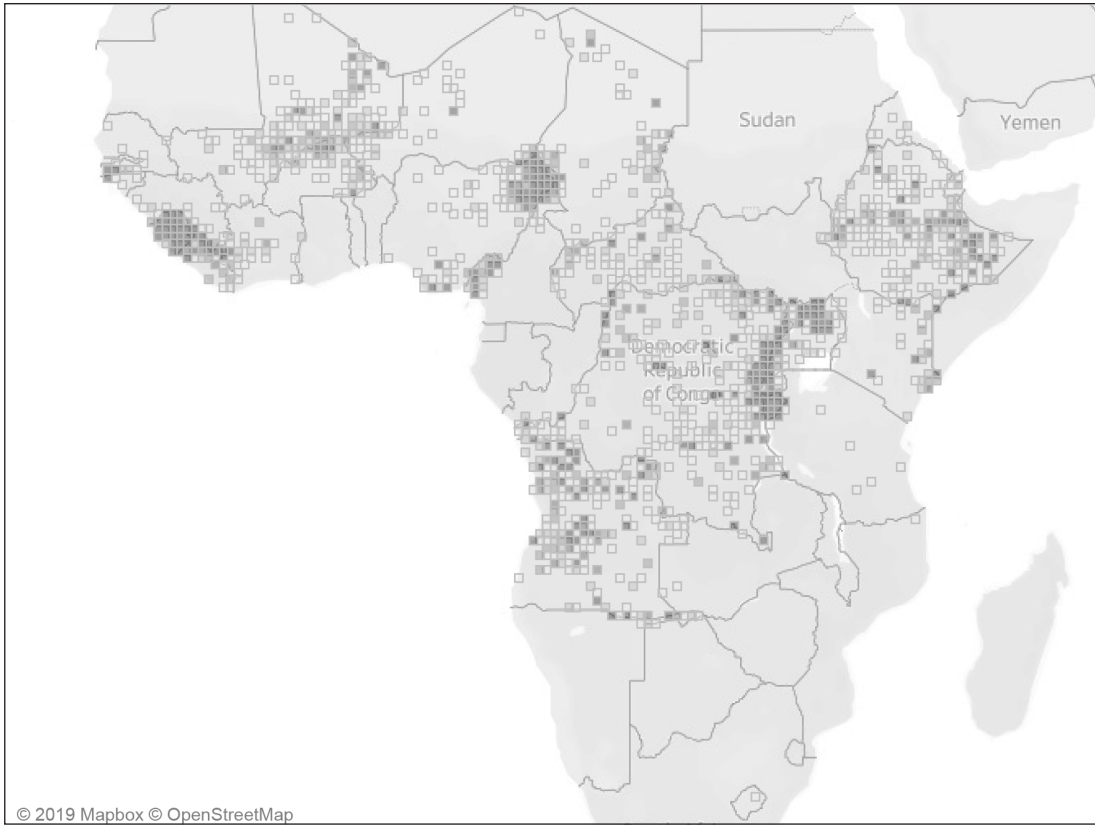 Sudan
Yemen
Democratic
Republic
of Congo
© 2019 Mapbox © OpenStreetMap